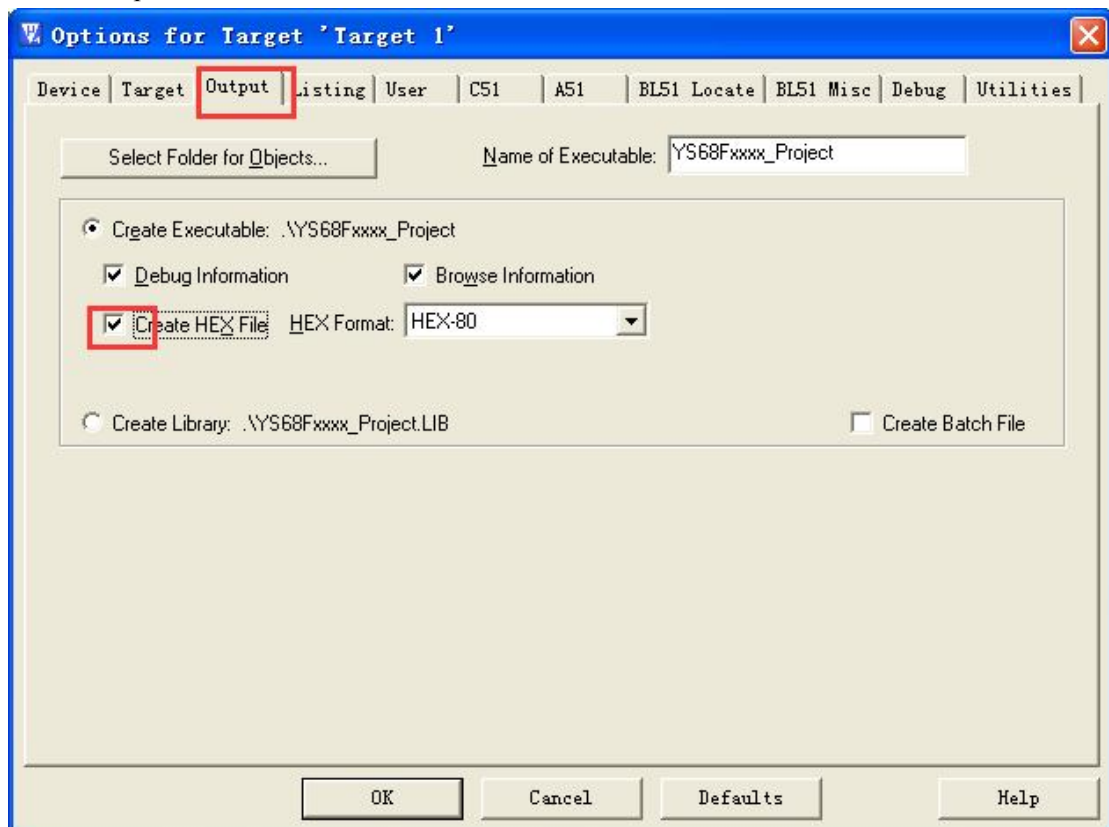 Options for Target 'Target 1'
Device Target Output Listing User C51 A51 BL51 Locate BL51 Misc Debug Utilities
Select Folder for Objects... Name of Executable: YS68Fxxxx_Project
Create Executable: .\YS68Fxxxx_Project
Debug Information Browse Information
Create HEX File HEX Format: HEX-80
Create Library: .\YS68Fxxxx_Project.LIB Create Batch File
OK Cancel Defaults Help